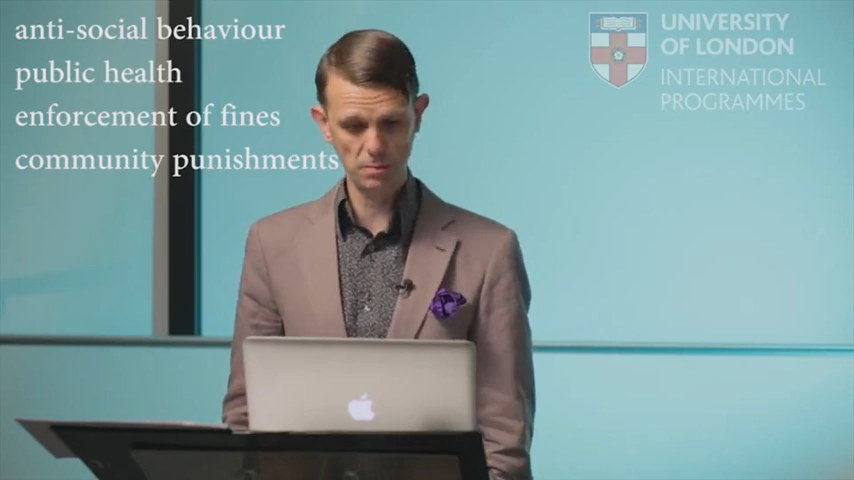 anti-social behaviour
public health
enforcement of fines
community punishments
UNIVERSITY
OF LONDON
INTERNATIONAL
PROGRAMMES